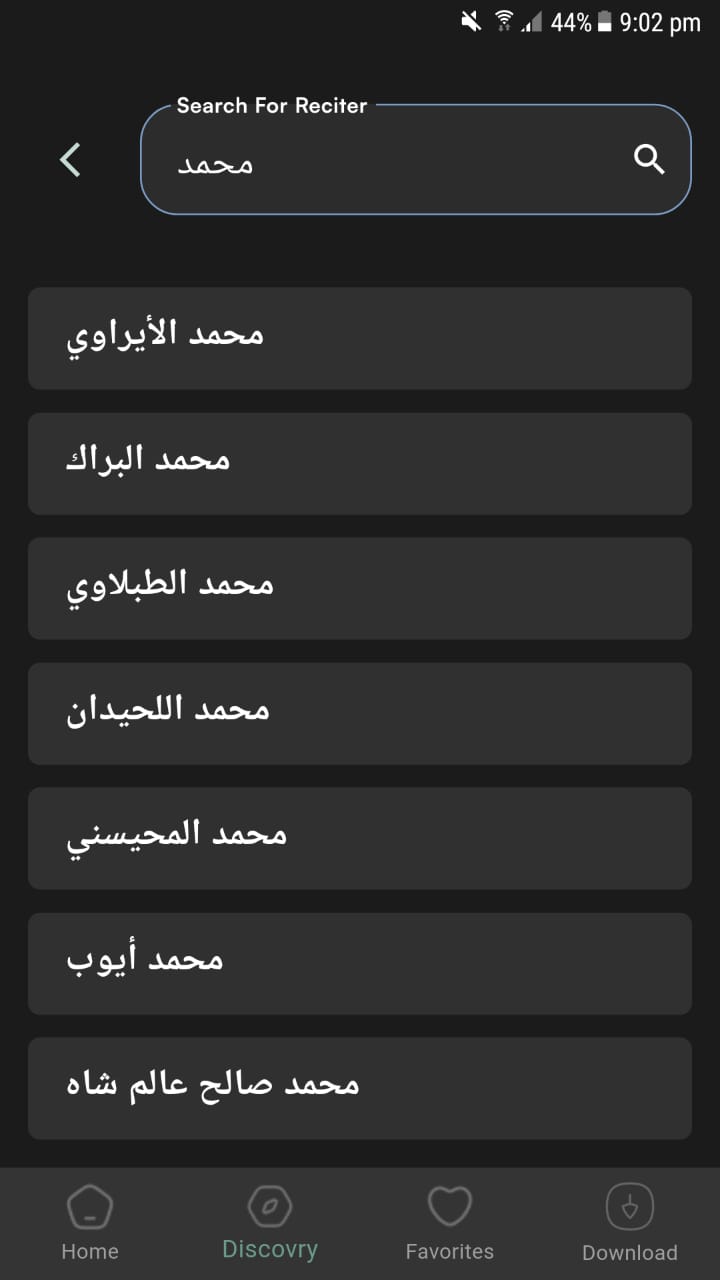 44% 9:02 pm
Search For Reciter
محمد
محمد الأيراوي
محمد البراك
محمد الطبلاوي
محمد اللحيدان
محمد المحيسني
محمد أيوب
محمد صالح عالم شاه
Home Discovry Favorites Download